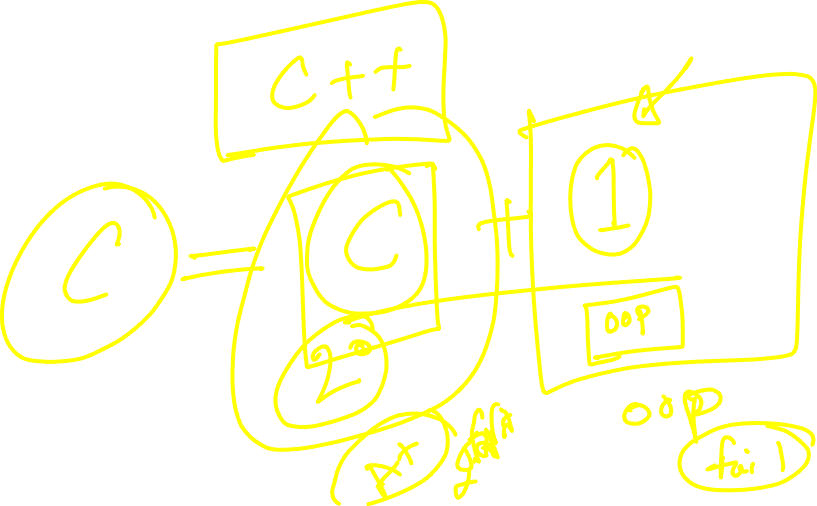 C++
C = C + 1
2
OOP
OOP
A+
fail